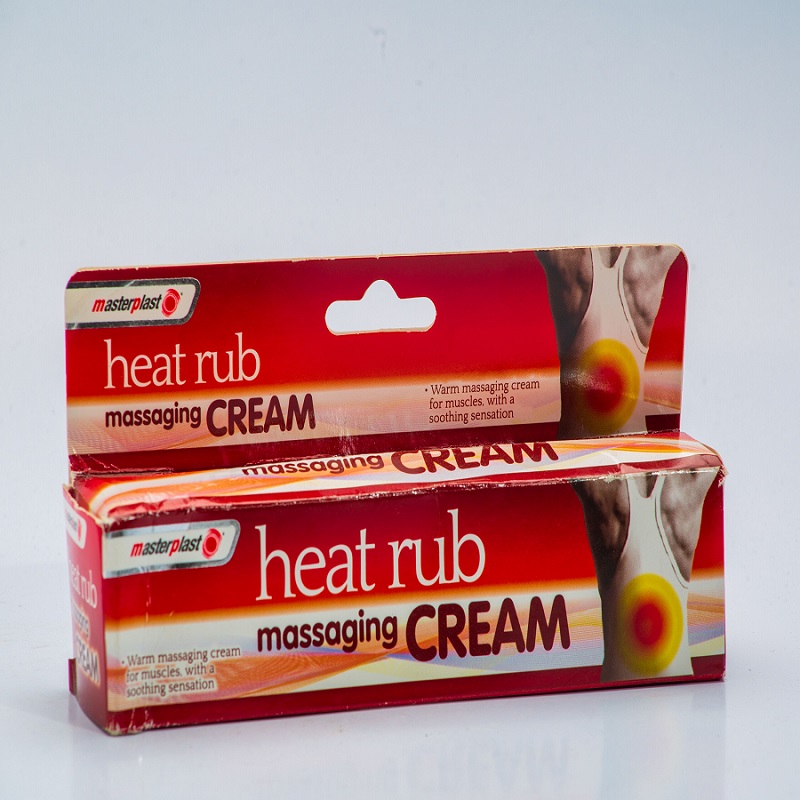 masterplast
heat rub
massaging CREAM
• Warm massaging cream
for muscles, with a
soothing sensation
massaging CREAM
masterplast
heat rub
massaging CREAM
• Warm massaging cream
for muscles, with a
soothing sensation
heat rub
CREAM